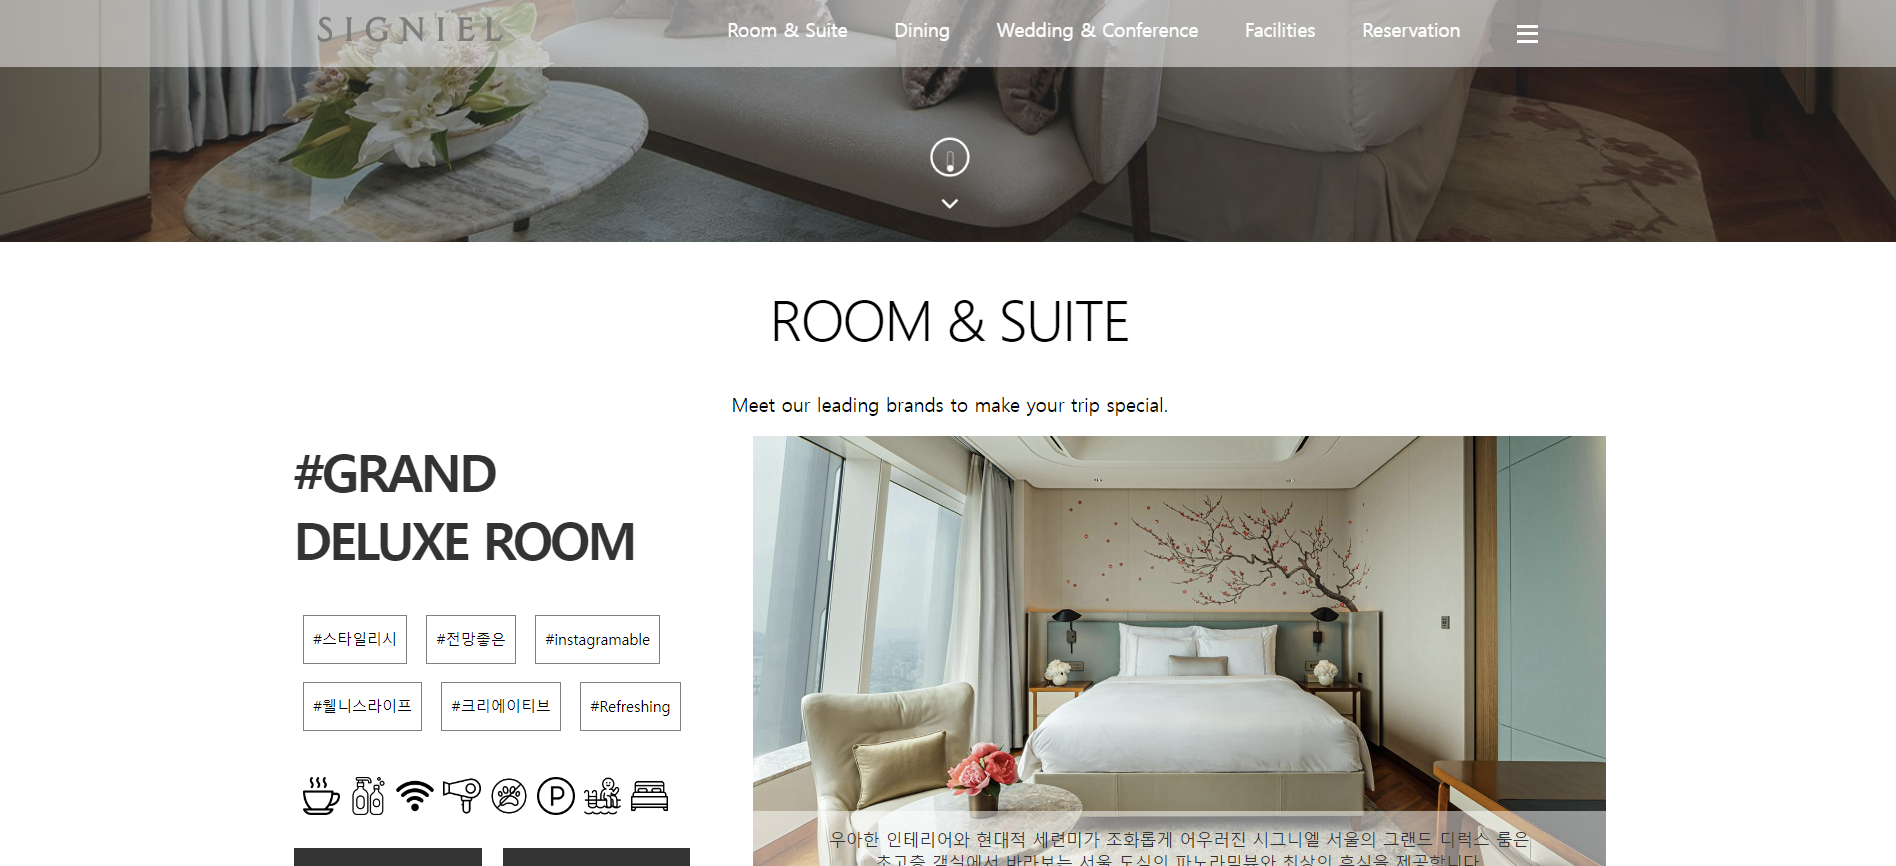 SIGNIEL
Room & Suite Dining Wedding & Conference Facilities Reservation
ROOM & SUITE
Meet our leading brands to make your trip special.
#GRAND
DELUXE ROOM
#스타일리시 #전망좋은 #instagramable
#웰니스라이프 #크리에이티브 #Refreshing
P
우아한 인테리어와 현대적 세련미가 조화롭게 어우러진 시그니엘 서울의 그랜드 디럭스 룸은
초고층 객실에서 바라보는 서울 도심의 파노라믹뷰와 최상의 휴식을 제공합니다